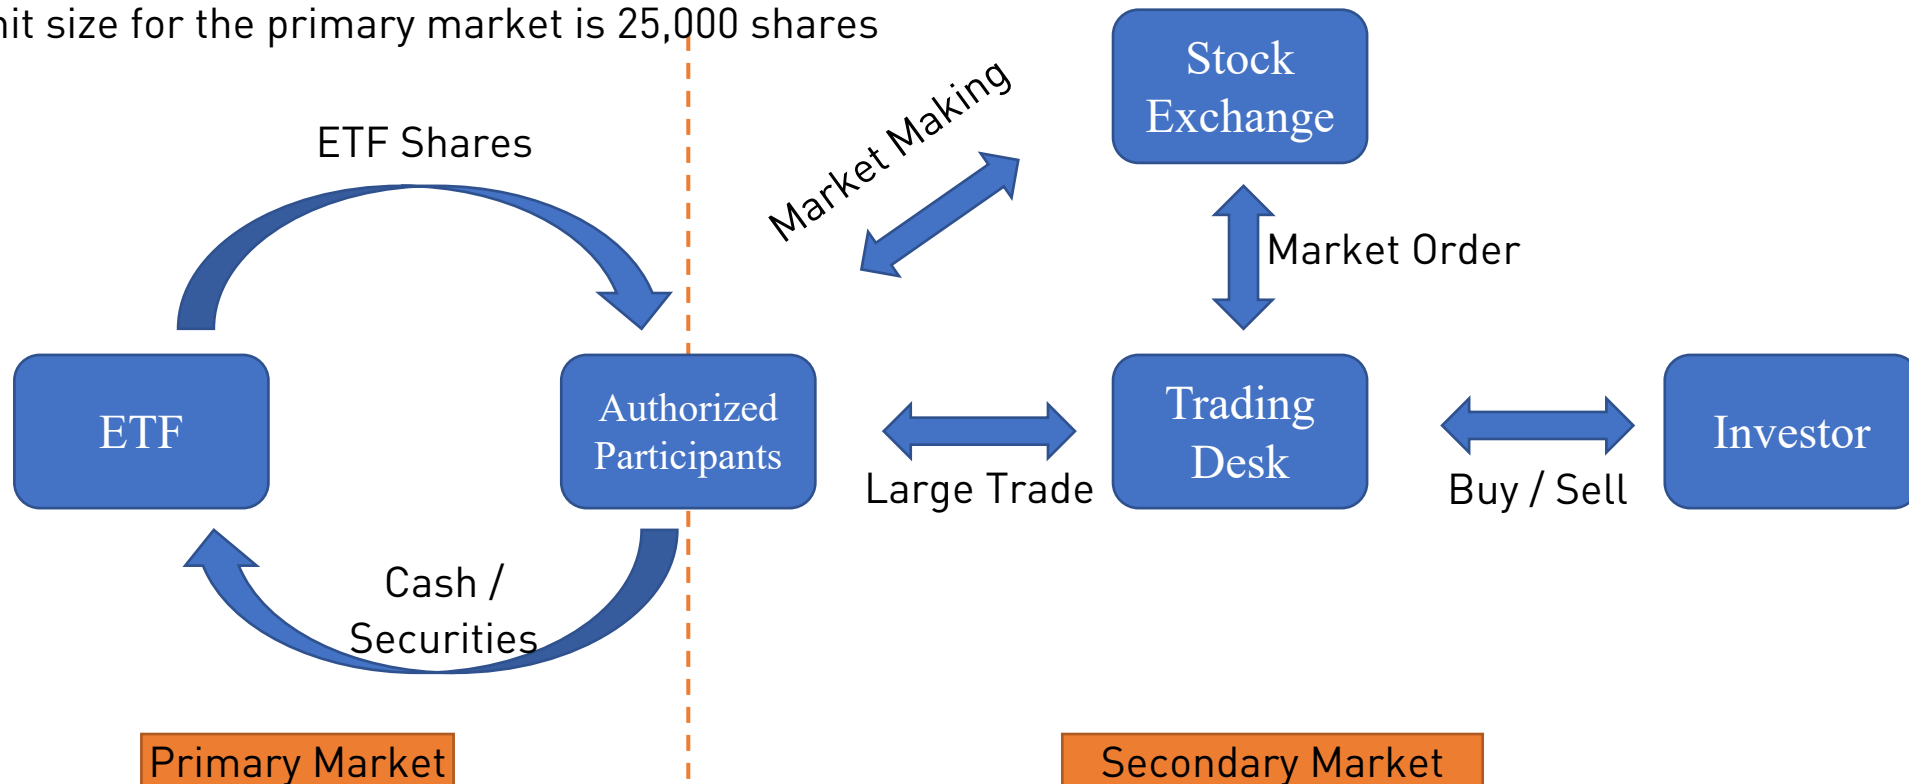 nit size for the primary market is 25,000 shares
Stock
Exchange
Market Making
ETF Shares
Market Order
ETF
Authorized
Participants
Trading
Desk
Investor
Large Trade
Buy / Sell
Cash /
Securities
Primary Market
Secondary Market